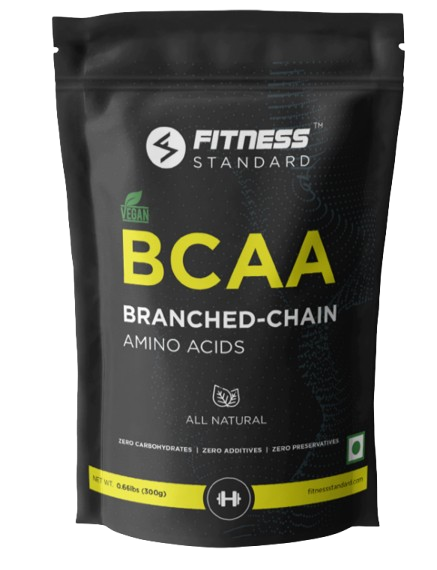 FITNESS™
STANDARD
VEGAN
BCAA
BRANCHED-CHAIN
AMINO ACIDS
ALL NATURAL
ZERO CARBOHYDRATES | ZERO ADDITIVES | ZERO PRESERVATIVES
NET WT. 0.66lbs (300g)
fitnessstandard.com